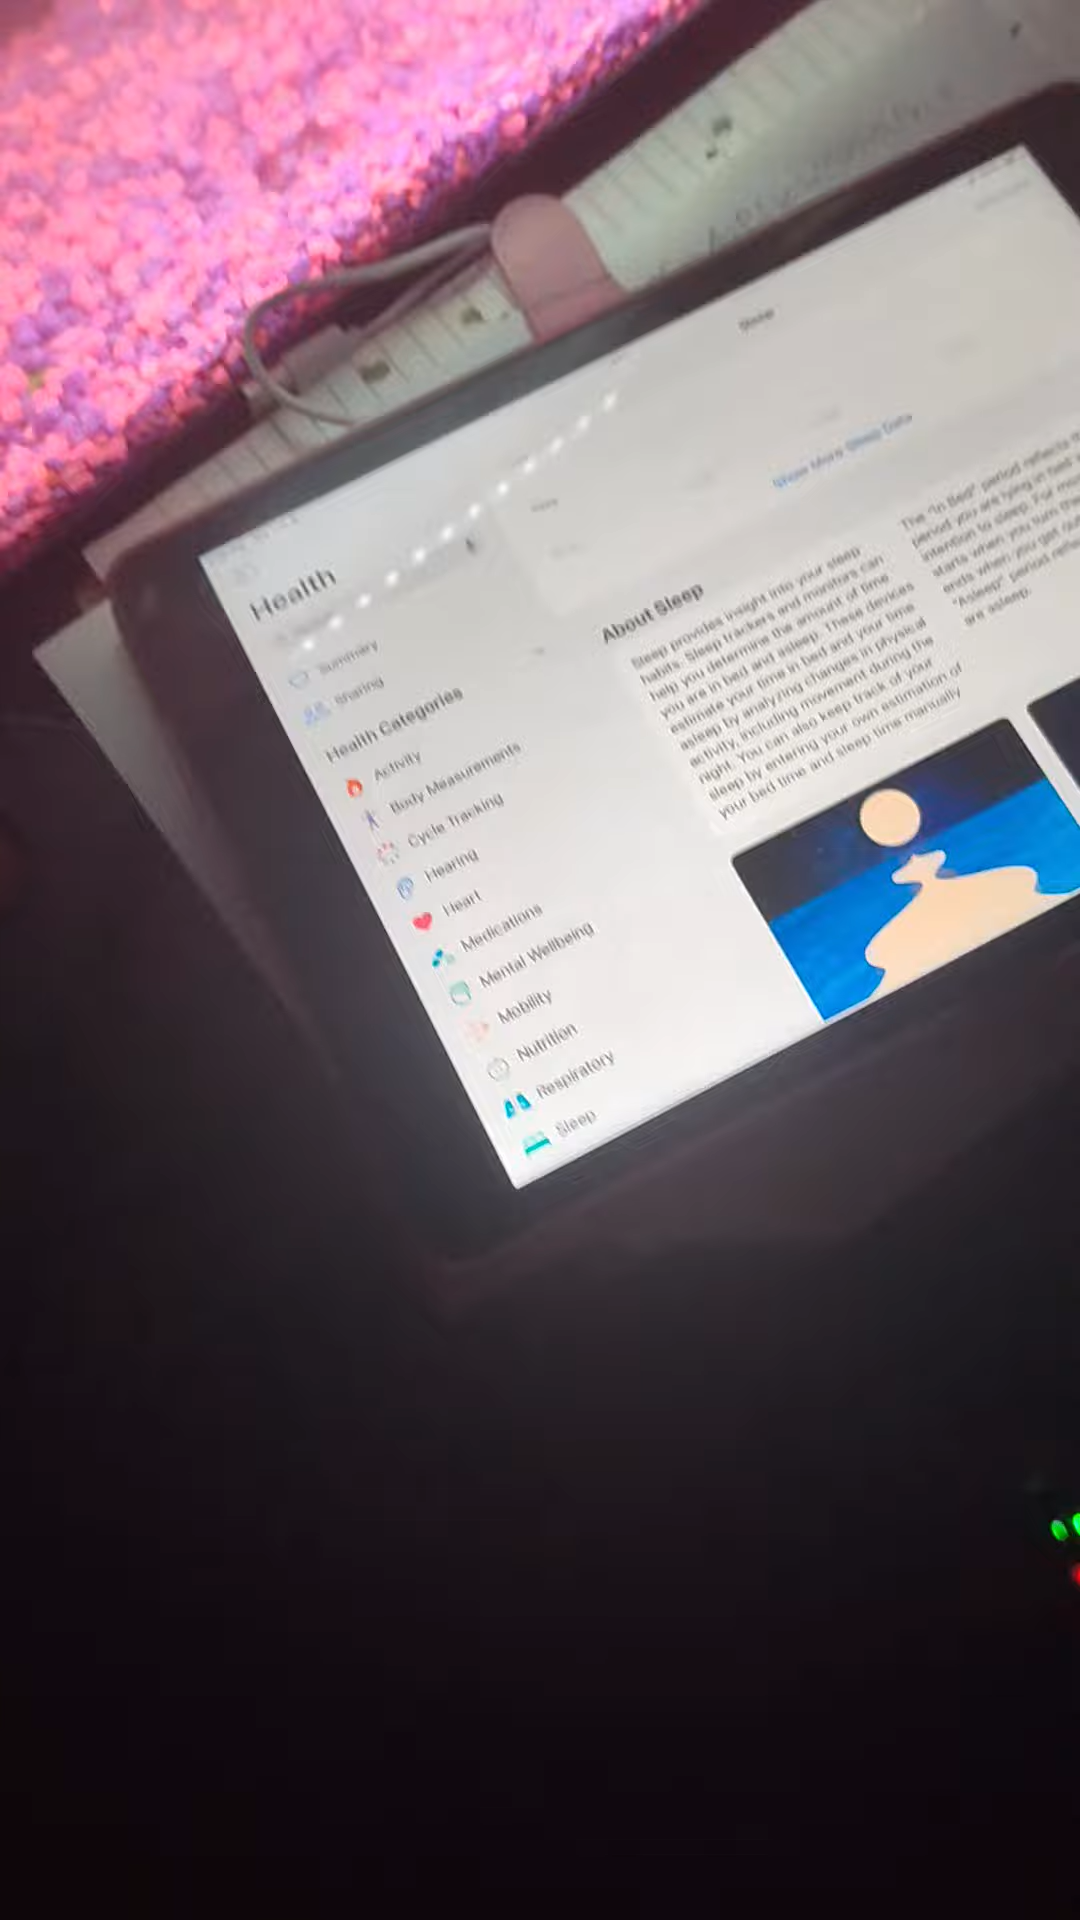 Health
Summary
Sharing
Health Categories
Activity
Body Measurements
Cycle Tracking
Hearing
Heart
Medications
Mental Wellbeing
Mobility
Nutrition
Respiratory
Sleep
Sleep
Show More Sleep Data
About Sleep
Sleep provides insight into your sleep
habits. Sleep trackers and monitors can
help you determine the amount of time
you are in bed and asleep. These devices
estimate your time in bed and your time
asleep by analyzing changes in physical
activity, including movement during the
night. You can also keep track of your
sleep by entering your own estimation of
your bed time and sleep time manually
The "In Bed" period reflects
period you are lying in bed
intention to sleep. For
starts when you turn the
ends when you get
"Asleep" period
are asleep.